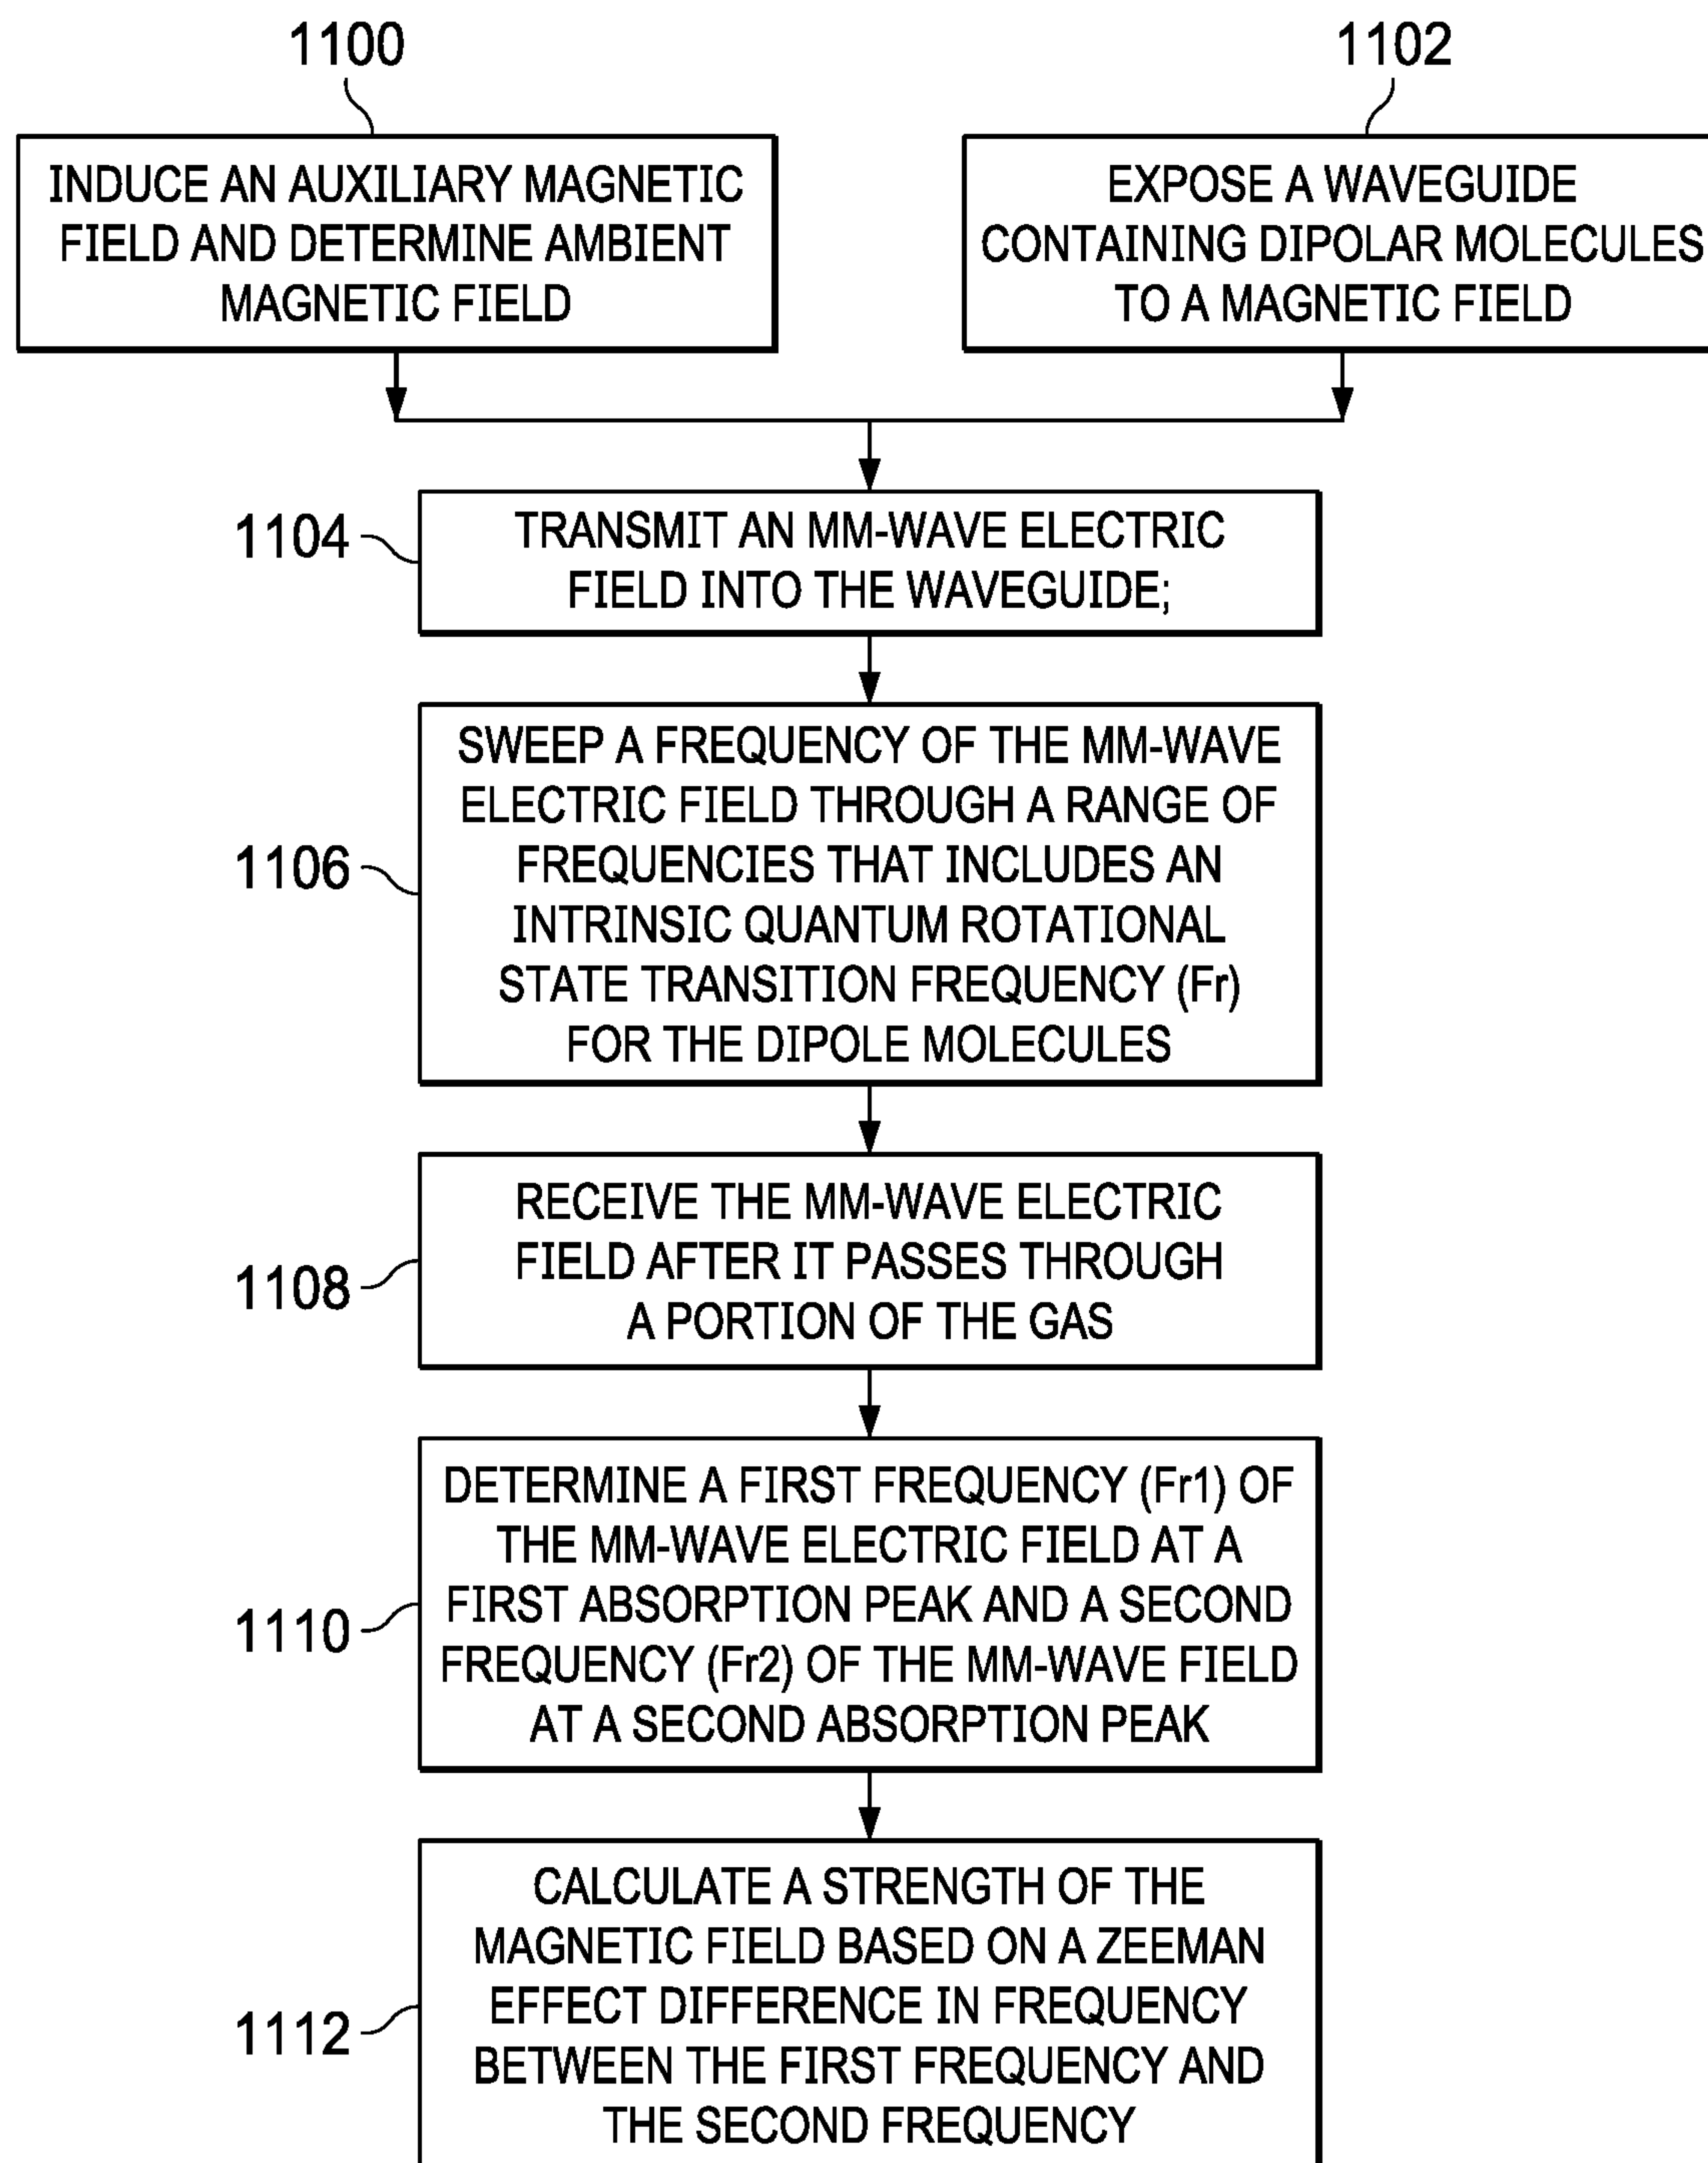 1100
INDUCE AN AUXILIARY MAGNETIC
FIELD AND DETERMINE AMBIENT
MAGNETIC FIELD
1102
EXPOSE A WAVEGUIDE
CONTAINING DIPOLAR MOLECULES
TO A MAGNETIC FIELD
1104
TRANSMIT AN MM-WAVE ELECTRIC
FIELD INTO THE WAVEGUIDE;
1106
SWEEP A FREQUENCY OF THE MM-WAVE
ELECTRIC FIELD THROUGH A RANGE OF
FREQUENCIES THAT INCLUDES AN
INTRINSIC QUANTUM ROTATIONAL
STATE TRANSITION FREQUENCY (Fr)
FOR THE DIPOLE MOLECULES
1108
RECEIVE THE MM-WAVE ELECTRIC
FIELD AFTER IT PASSES THROUGH
A PORTION OF THE GAS
1110
DETERMINE A FIRST FREQUENCY (Fr1) OF
THE MM-WAVE ELECTRIC FIELD AT A
FIRST ABSORPTION PEAK AND A SECOND
FREQUENCY (Fr2) OF THE MM-WAVE FIELD
AT A SECOND ABSORPTION PEAK
1112
CALCULATE A STRENGTH OF THE
MAGNETIC FIELD BASED ON A ZEEMAN
EFFECT DIFFERENCE IN FREQUENCY
BETWEEN THE FIRST FREQUENCY AND
THE SECOND FREQUENCY